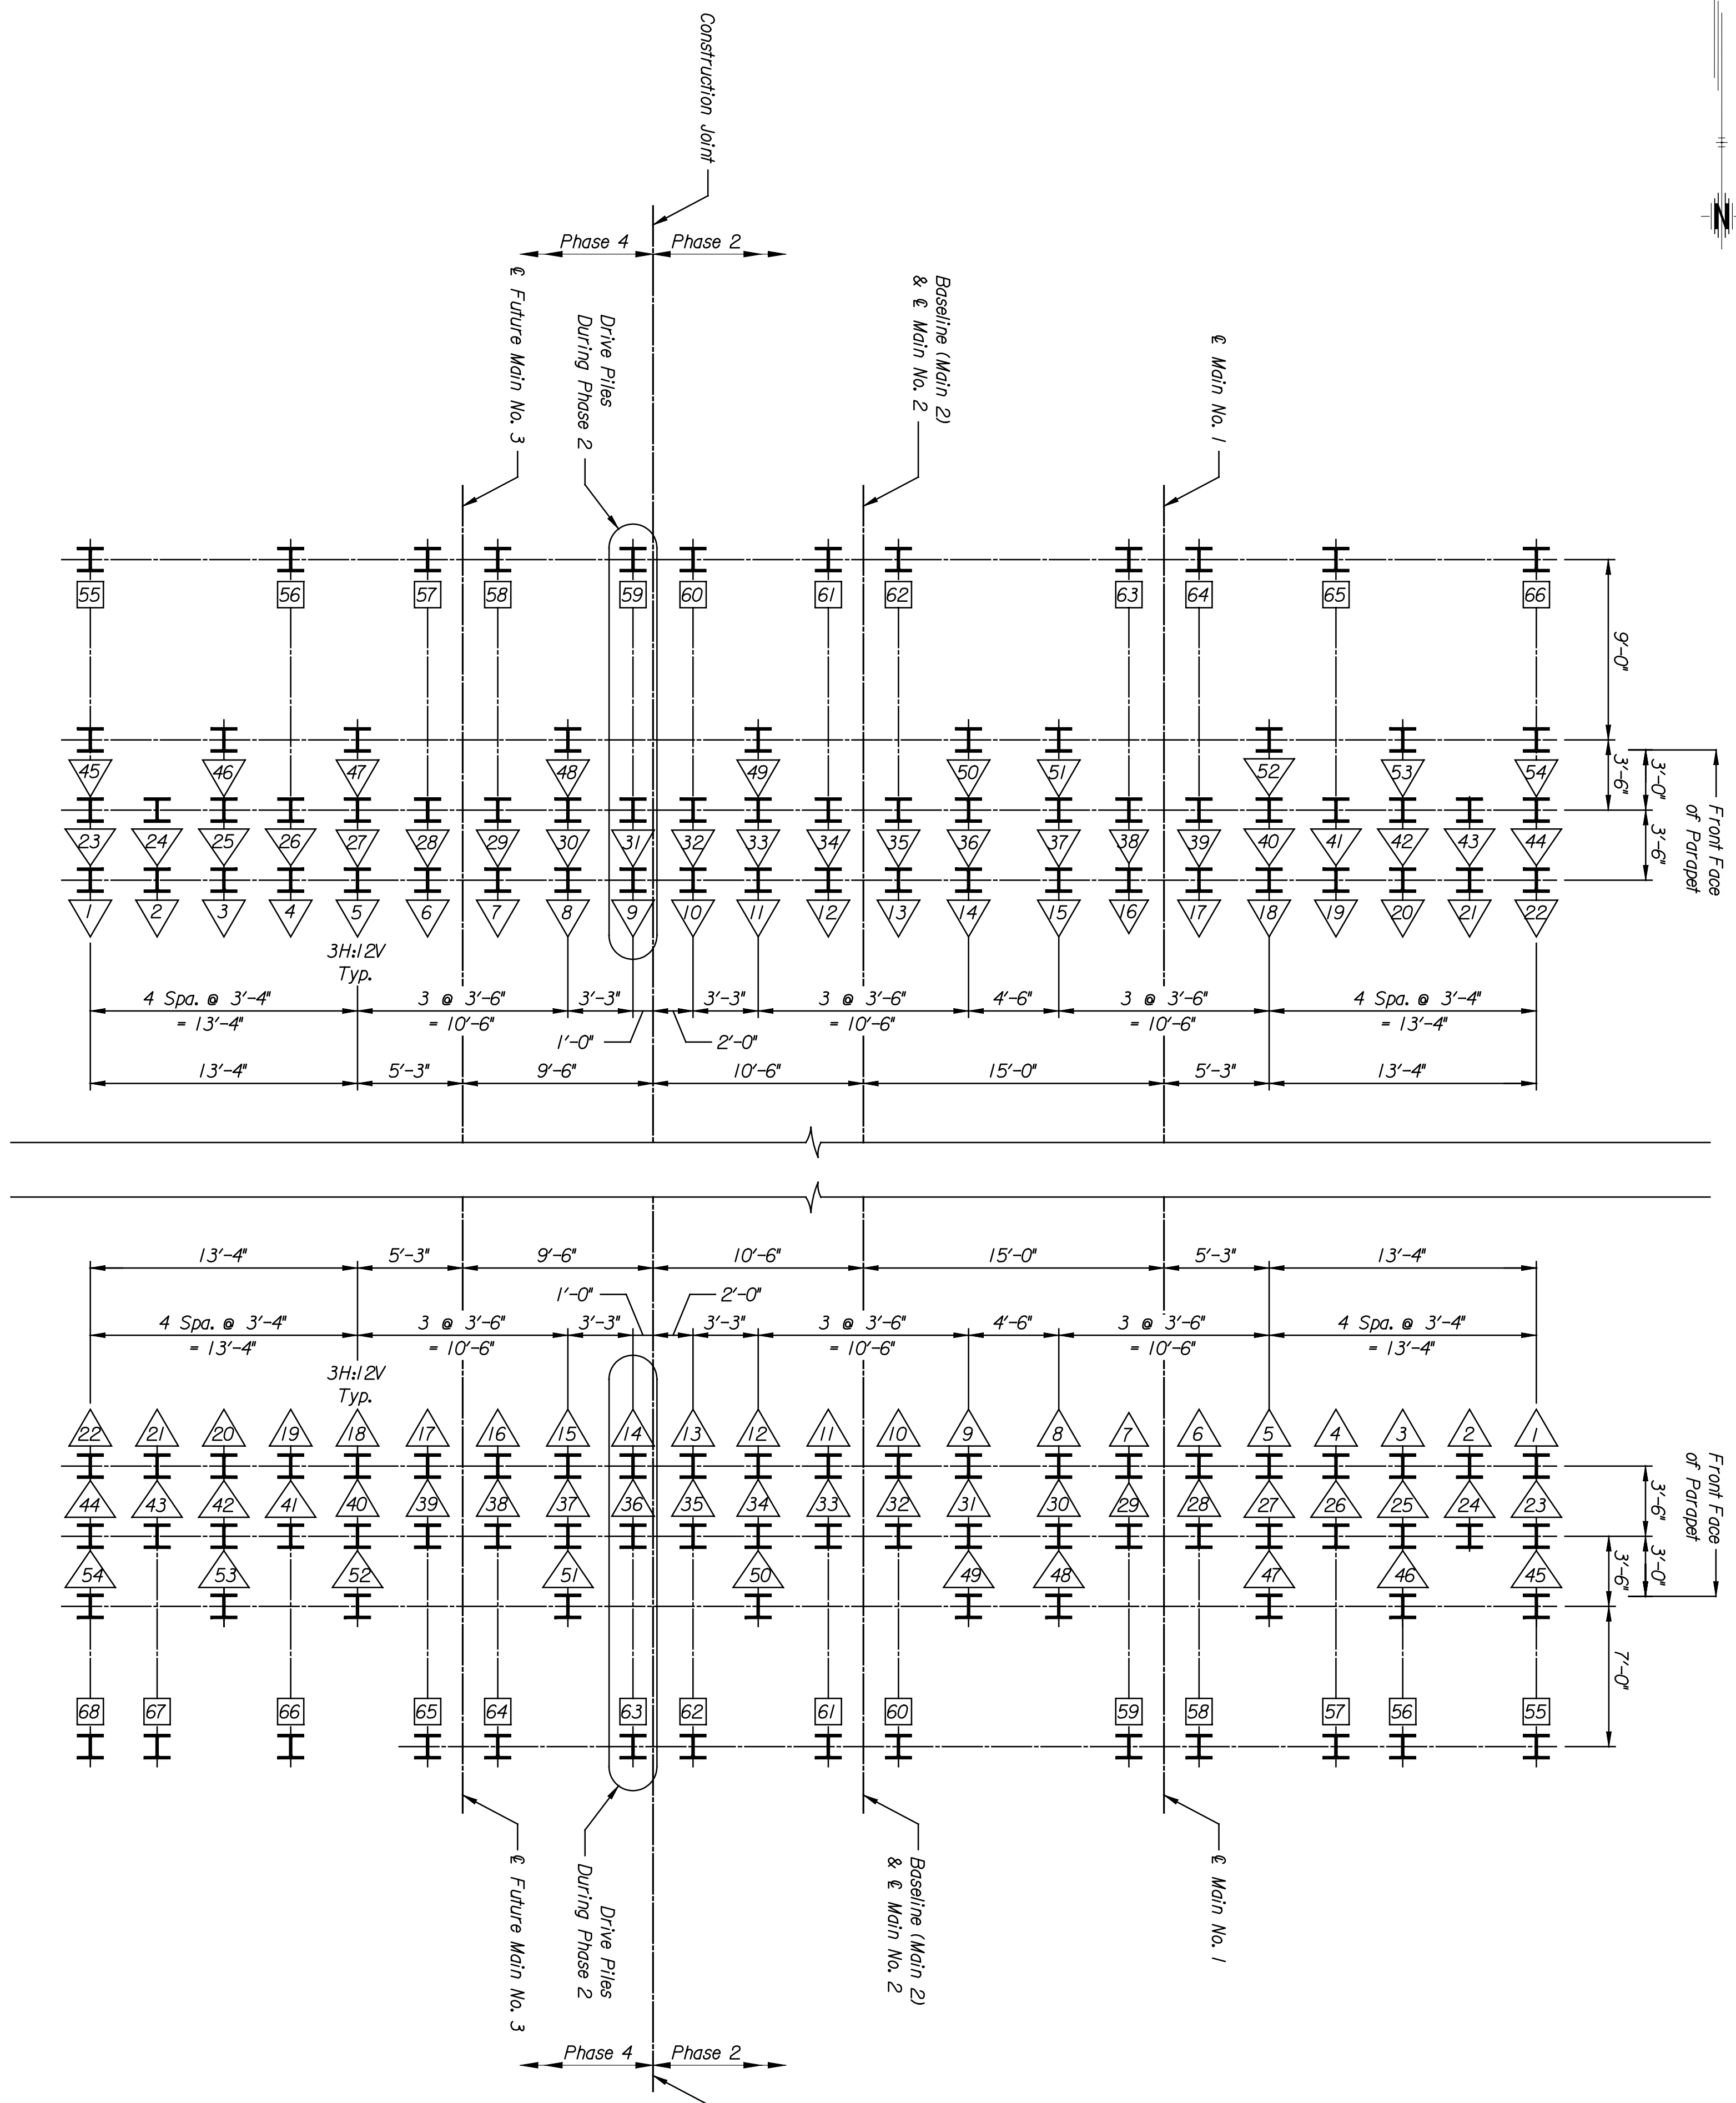 N
Construction Joint
Phase 4
Phase 2
℄ Future Main No. 3
Drive Piles
During Phase 2
Baseline (Main 2)
& ℄ Main No. 2
℄ Main No. 1
55 56 57 58 59 60 61 62 63 64 65 66
9'-0"
45 46 47 48 49 50 51 52 53 54
3'-6"
3'-0"
Front Face
of Parapet
23 24 25 26 27 28 29 30 31 32 33 34 35 36 37 38 39 40 41 42 43 44
3'-6"
1 2 3 4 5 6 7 8 9 10 11 12 13 14 15 16 17 18 19 20 21 22
3H:12V
Typ.
4 Spa. @ 3'-4" 3 @ 3'-6" 3'-3" 3'-3" 3 @ 3'-6" 4'-6" 3 @ 3'-6" 4 Spa. @ 3'-4"
= 13'-4" = 10'-6" = 10'-6" = 10'-6" = 13'-4"
1'-0" 2'-0"
13'-4" 5'-3" 9'-6" 10'-6" 15'-0" 5'-3" 13'-4"
13'-4" 5'-3" 9'-6" 10'-6" 15'-0" 5'-3" 13'-4"
1'-0" 2'-0"
4 Spa. @ 3'-4" 3 @ 3'-6" 3'-3" 3'-3" 3 @ 3'-6" 4'-6" 3 @ 3'-6" 4 Spa. @ 3'-4"
= 13'-4" = 10'-6" = 10'-6" = 10'-6" = 13'-4"
3H:12V
Typ.
22 21 20 19 18 17 16 15 14 13 12 11 10 9 8 7 6 5 4 3 2 1
3'-6"
Front Face
of Parapet
44 43 42 41 40 39 38 37 36 35 34 33 32 31 30 29 28 27 26 25 24 23
3'-6"
3'-0"
54 53 52 51 50 49 48 47 46 45
7'-0"
68 67 66 65 64 63 62 61 60 59 58 57 56 55
℄ Future Main No. 3
Drive Piles
During Phase 2
Baseline (Main 2)
& ℄ Main No. 2
℄ Main No. 1
Phase 4
Phase 2